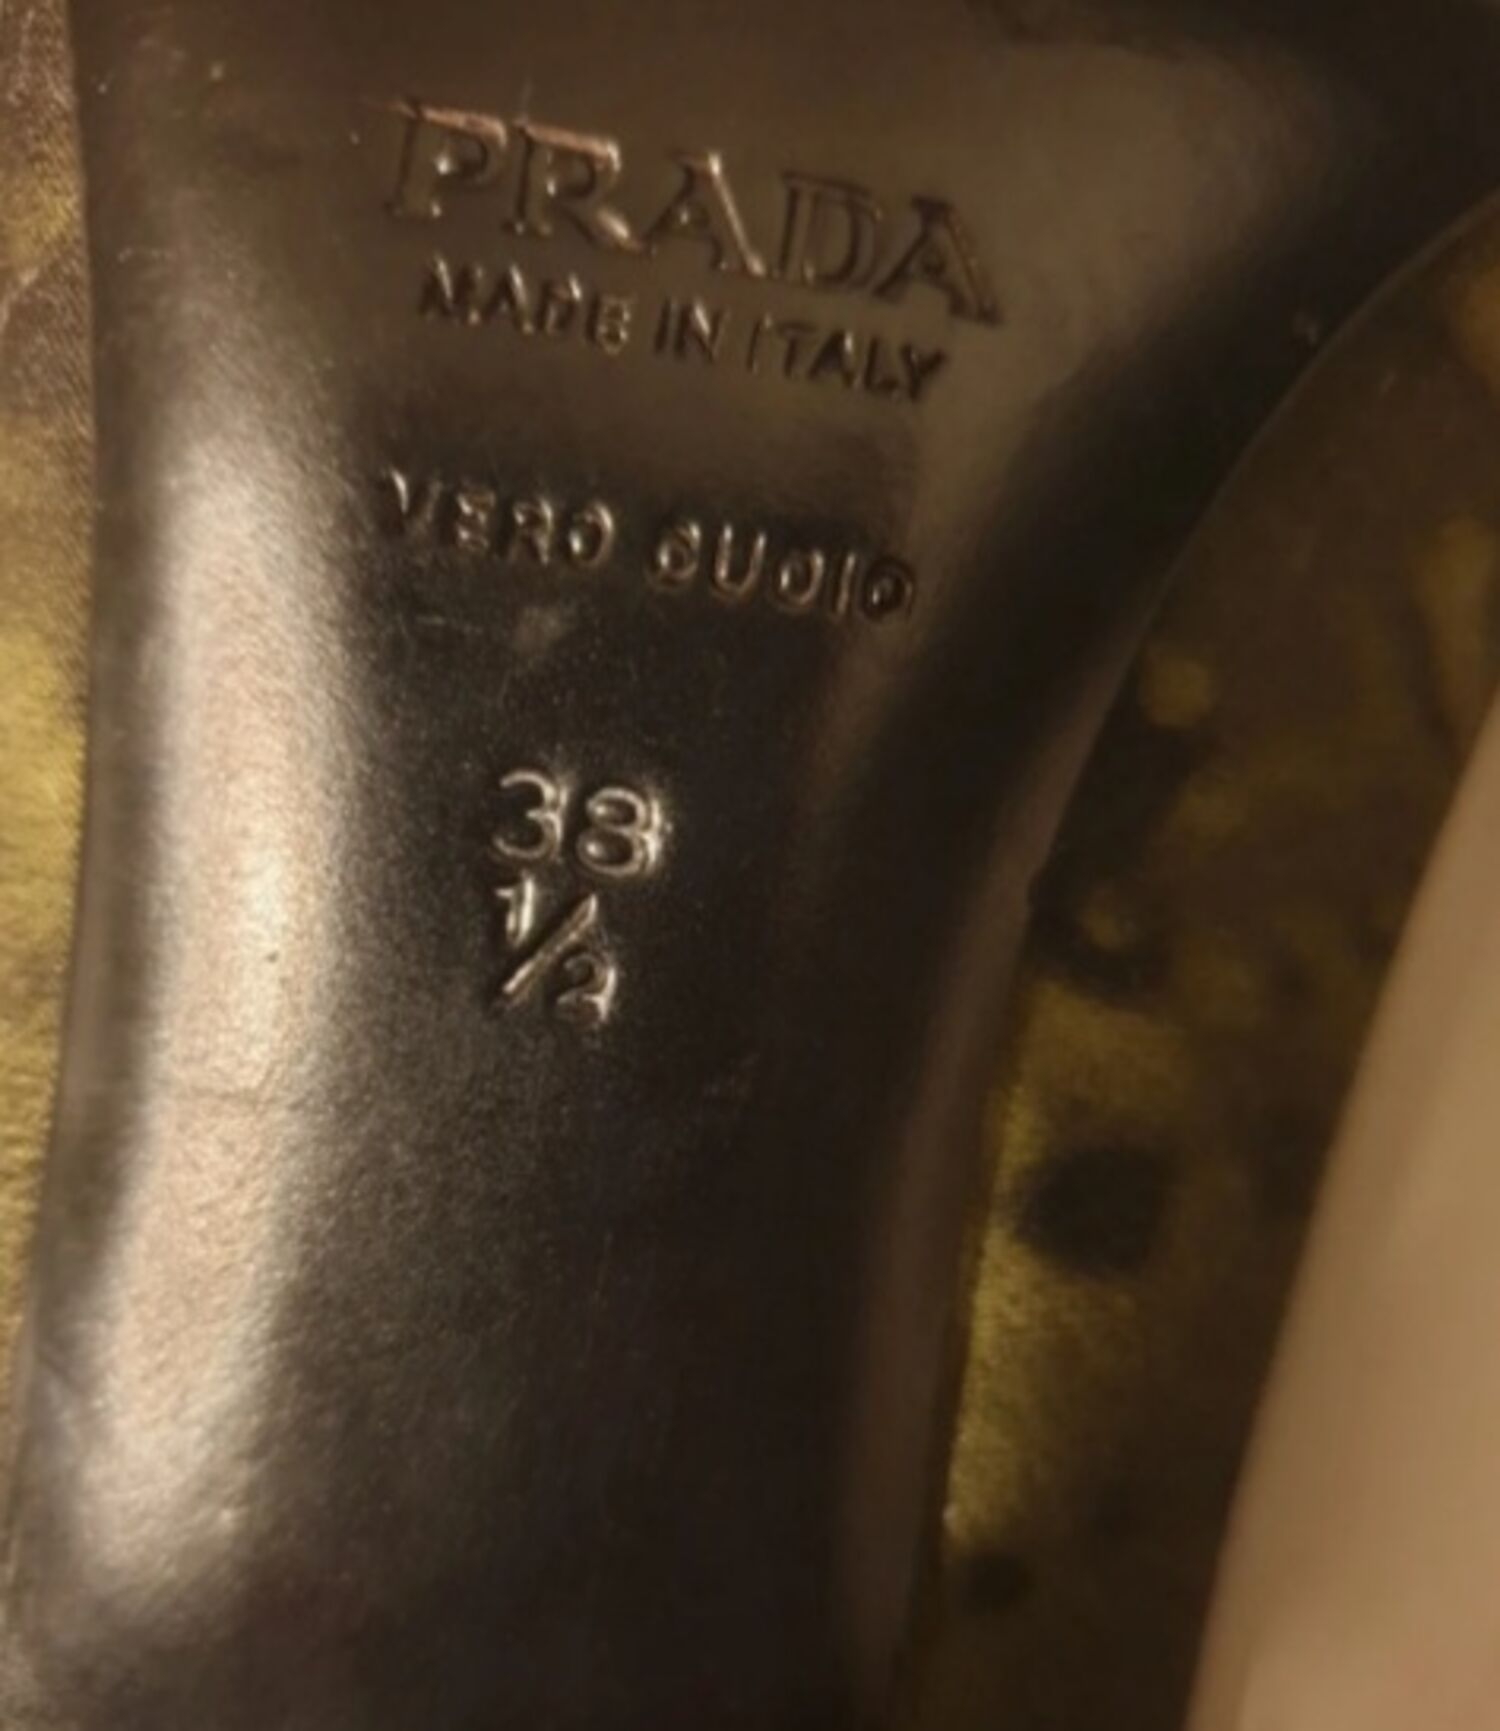 PRADA
MADE IN ITALY
VERO CUOIO
38
1/2